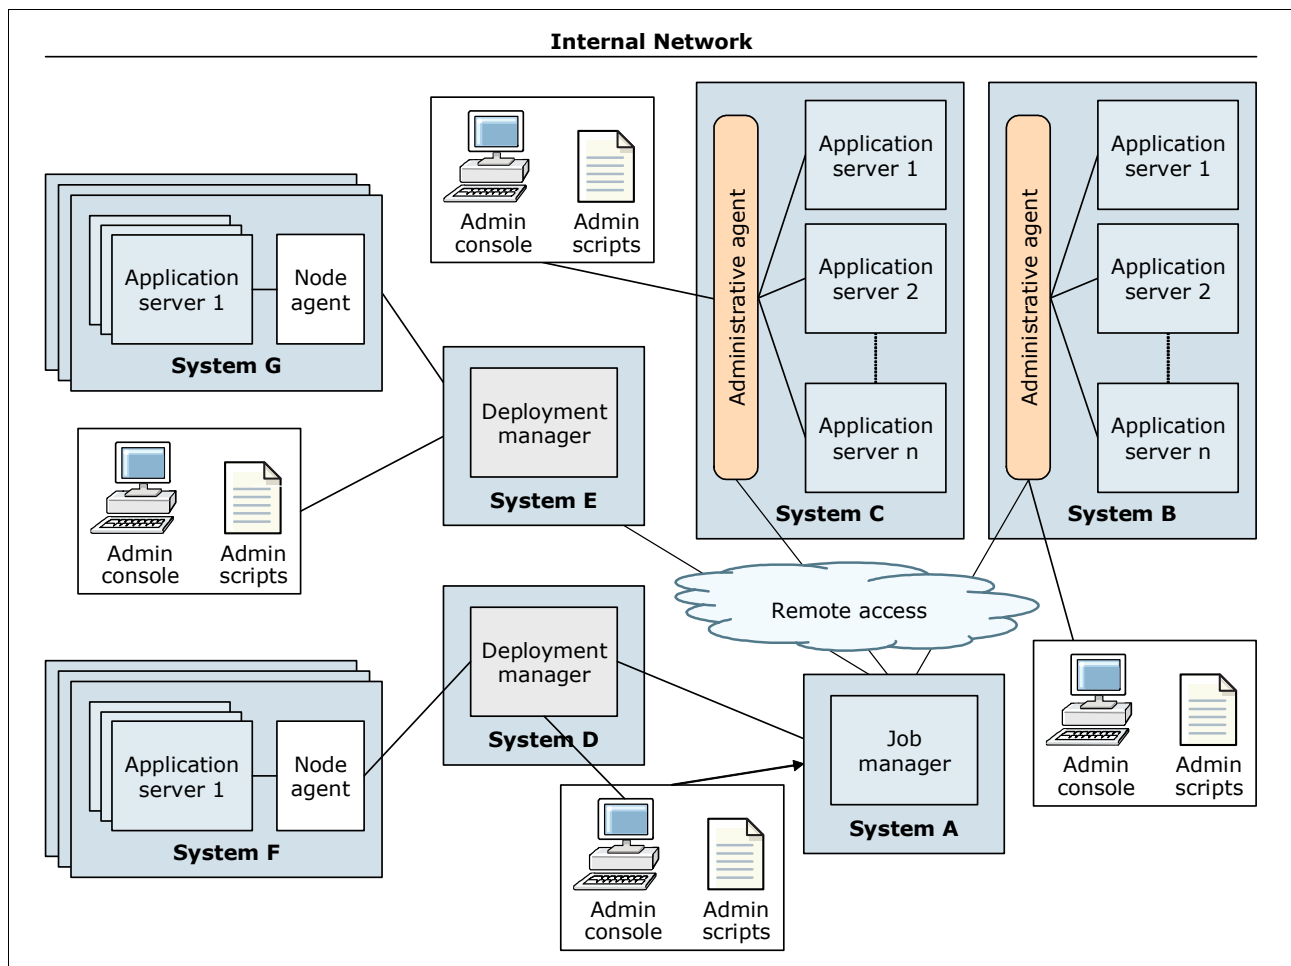 Internal Network
Admin
console
Admin
scripts
Administrative agent
Application
server 1
Application
server 2
Application
server n
System C
Administrative agent
Application
server 1
Application
server 2
Application
server n
System B
Application
server 1
Node
agent
System G
Deployment
manager
System E
Admin
console
Admin
scripts
Remote access
Deployment
manager
System D
Application
server 1
Node
agent
System F
Job
manager
System A
Admin
console
Admin
scripts
Admin
console
Admin
scripts